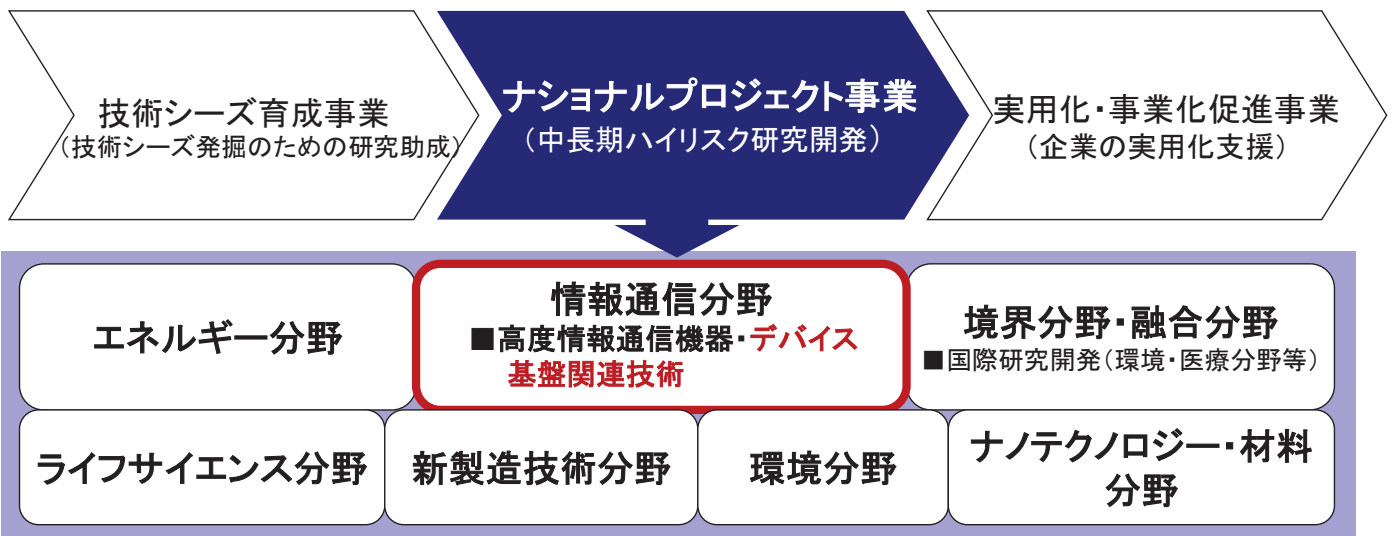 技術シーズ育成事業
(技術シーズ発掘のための研究助成)
ナショナルプロジェクト事業
(中長期ハイリスク研究開発)
実用化・事業化促進事業
(企業の実用化支援)
エネルギー分野
情報通信分野
■高度情報通信機器・デバイス
基盤関連技術
境界分野・融合分野
■国際研究開発(環境・医療分野等)
ライフサイエンス分野
新製造技術分野
環境分野
ナノテクノロジー・材料
分野